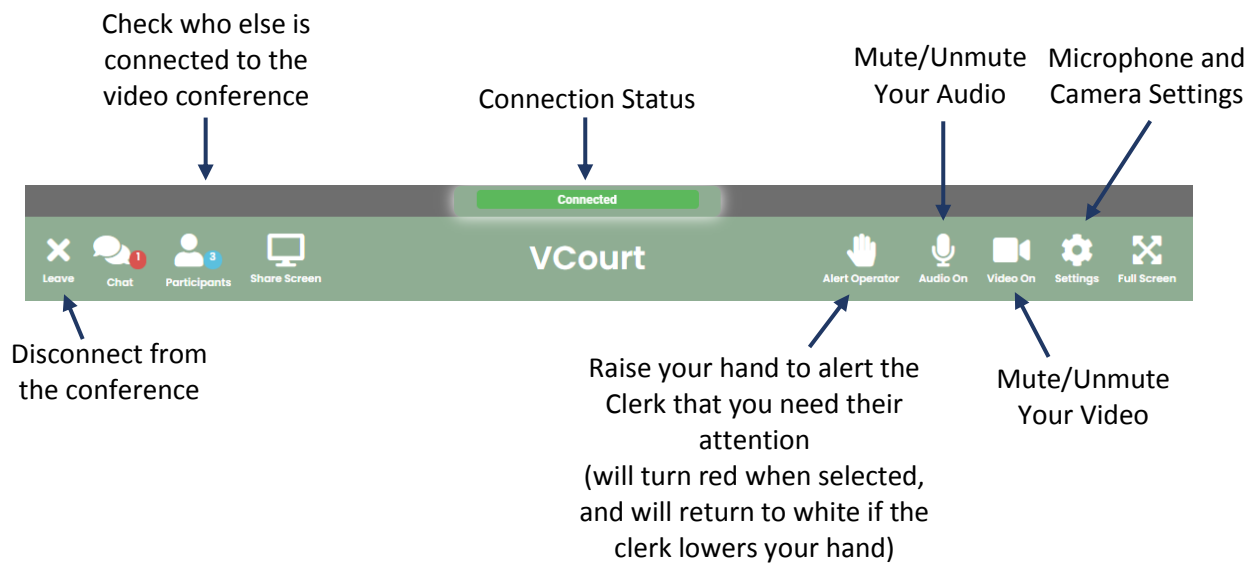 Check who else is
connected to the
video conference
Connection Status
Mute/Unmute
Your Audio
Microphone and
Camera Settings
Connected
VCourt
1
3
Leave
Chat
Participants
Share Screen
Alert Operator
Audio On
Video On
Settings
Full Screen
Disconnect from
the conference
Raise your hand to alert the
Clerk that you need their
attention
(will turn red when selected,
and will return to white if the
clerk lowers your hand)
Mute/Unmute
Your Video